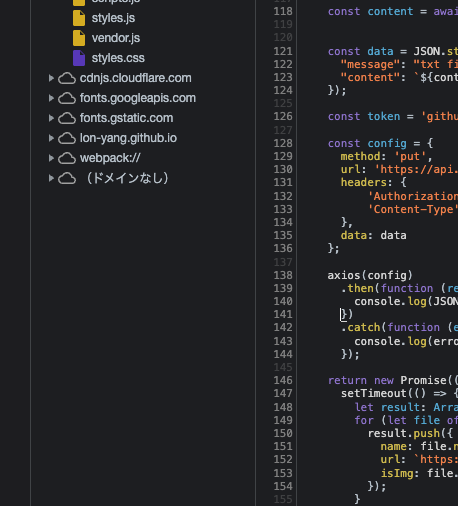 scripts.js
styles.js
vendor.js
styles.css
cdnjs.cloudflare.com
fonts.googleapis.com
fonts.gstatic.com
lon-yang.github.io
webpack://
（ドメインなし）
118 const content = awai
119
120
121 const data = JSON.st
122 "message": "txt fi
123 "content": `${cont
124 });
125
126 const token = 'githu
127
128 const config = {
129 method: 'put',
130 url: 'https://api.
131 headers: {
132 'Authorization
133 'Content-Type'
134 },
135 data: data
136 };
137
138 axios(config)
139 .then(function (re
140 console.log(JSON
141 })
142 .catch(function (e
143 console.log(erro
144 });
145
146 return new Promise((
147 setTimeout(() => {
148 let result: Arra
149 for (let file of
150 result.push({
151 name: file.n
152 url: `https:
153 isImg: file.
154 });
155 }